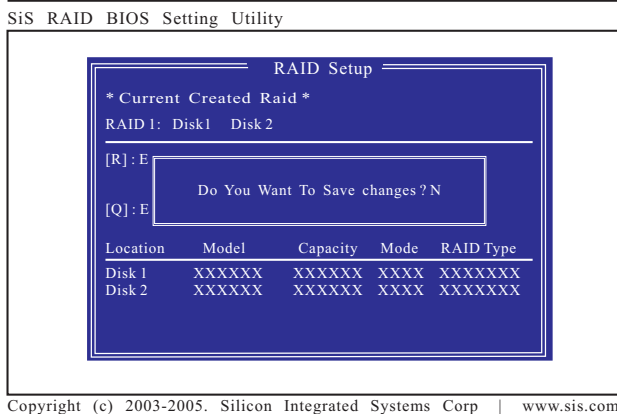 SiS RAID BIOS Setting Utility
RAID Setup
* Current Created Raid *
RAID 1: Disk1 Disk 2
[R] : E
Do You Want To Save changes ? N
[Q] : E
Location Model Capacity Mode RAID Type
Disk 1 XXXXXX XXXXXX XXXX XXXXXXX
Disk 2 XXXXXX XXXXXX XXXX XXXXXXX
Copyright (c) 2003-2005. Silicon Integrated Systems Corp | www.sis.com